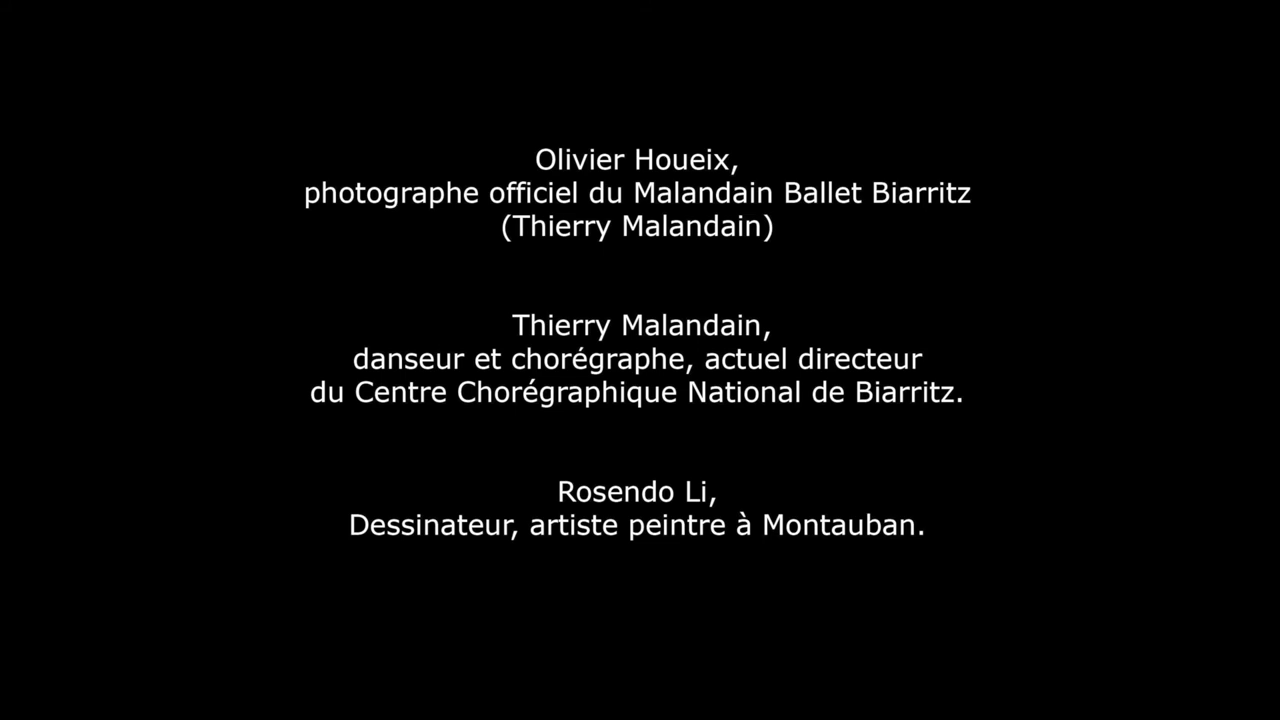 Olivier Houeix,
photographe officiel du Malandain Ballet Biarritz
(Thierry Malandain)
Thierry Malandain,
danseur et chorégraphe, actuel directeur
du Centre Chorégraphique National de Biarritz.
Rosendo Li,
Dessinateur, artiste peintre à Montauban.